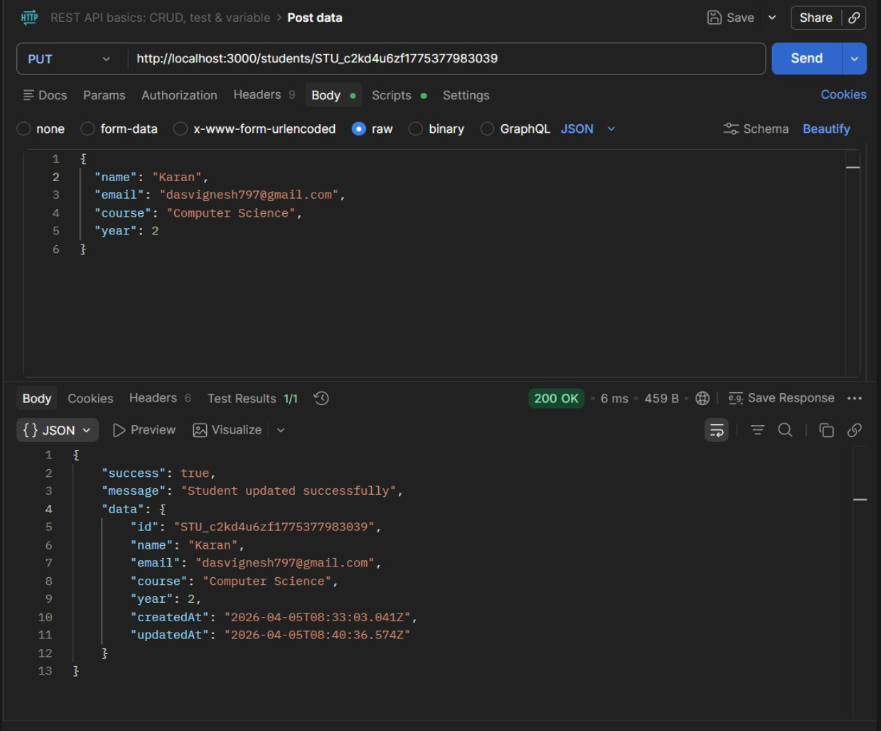 HTTP REST API basics: CRUD, test & variable > Post data Save Share
PUT http://localhost:3000/students/STU_c2kd4u6zf1775377983039 Send
Docs Params Authorization Headers 9 Body Scripts Settings Cookies
none form-data x-www-form-urlencoded raw binary GraphQL JSON Schema Beautify
1 {
2 "name": "Karan",
3 "email": "dasvignesh797@gmail.com",
4 "course": "Computer Science",
5 "year": 2
6 }
Body Cookies Headers 6 Test Results 1/1 200 OK • 6 ms • 459 B • e.g. Save Response •••
{} JSON Preview Visualize
1 {
2 "success": true,
3 "message": "Student updated successfully",
4 "data": {
5 "id": "STU_c2kd4u6zf1775377983039",
6 "name": "Karan",
7 "email": "dasvignesh797@gmail.com",
8 "course": "Computer Science",
9 "year": 2,
10 "createdAt": "2026-04-05T08:33:03.041Z",
11 "updatedAt": "2026-04-05T08:40:36.574Z"
12 }
13 }